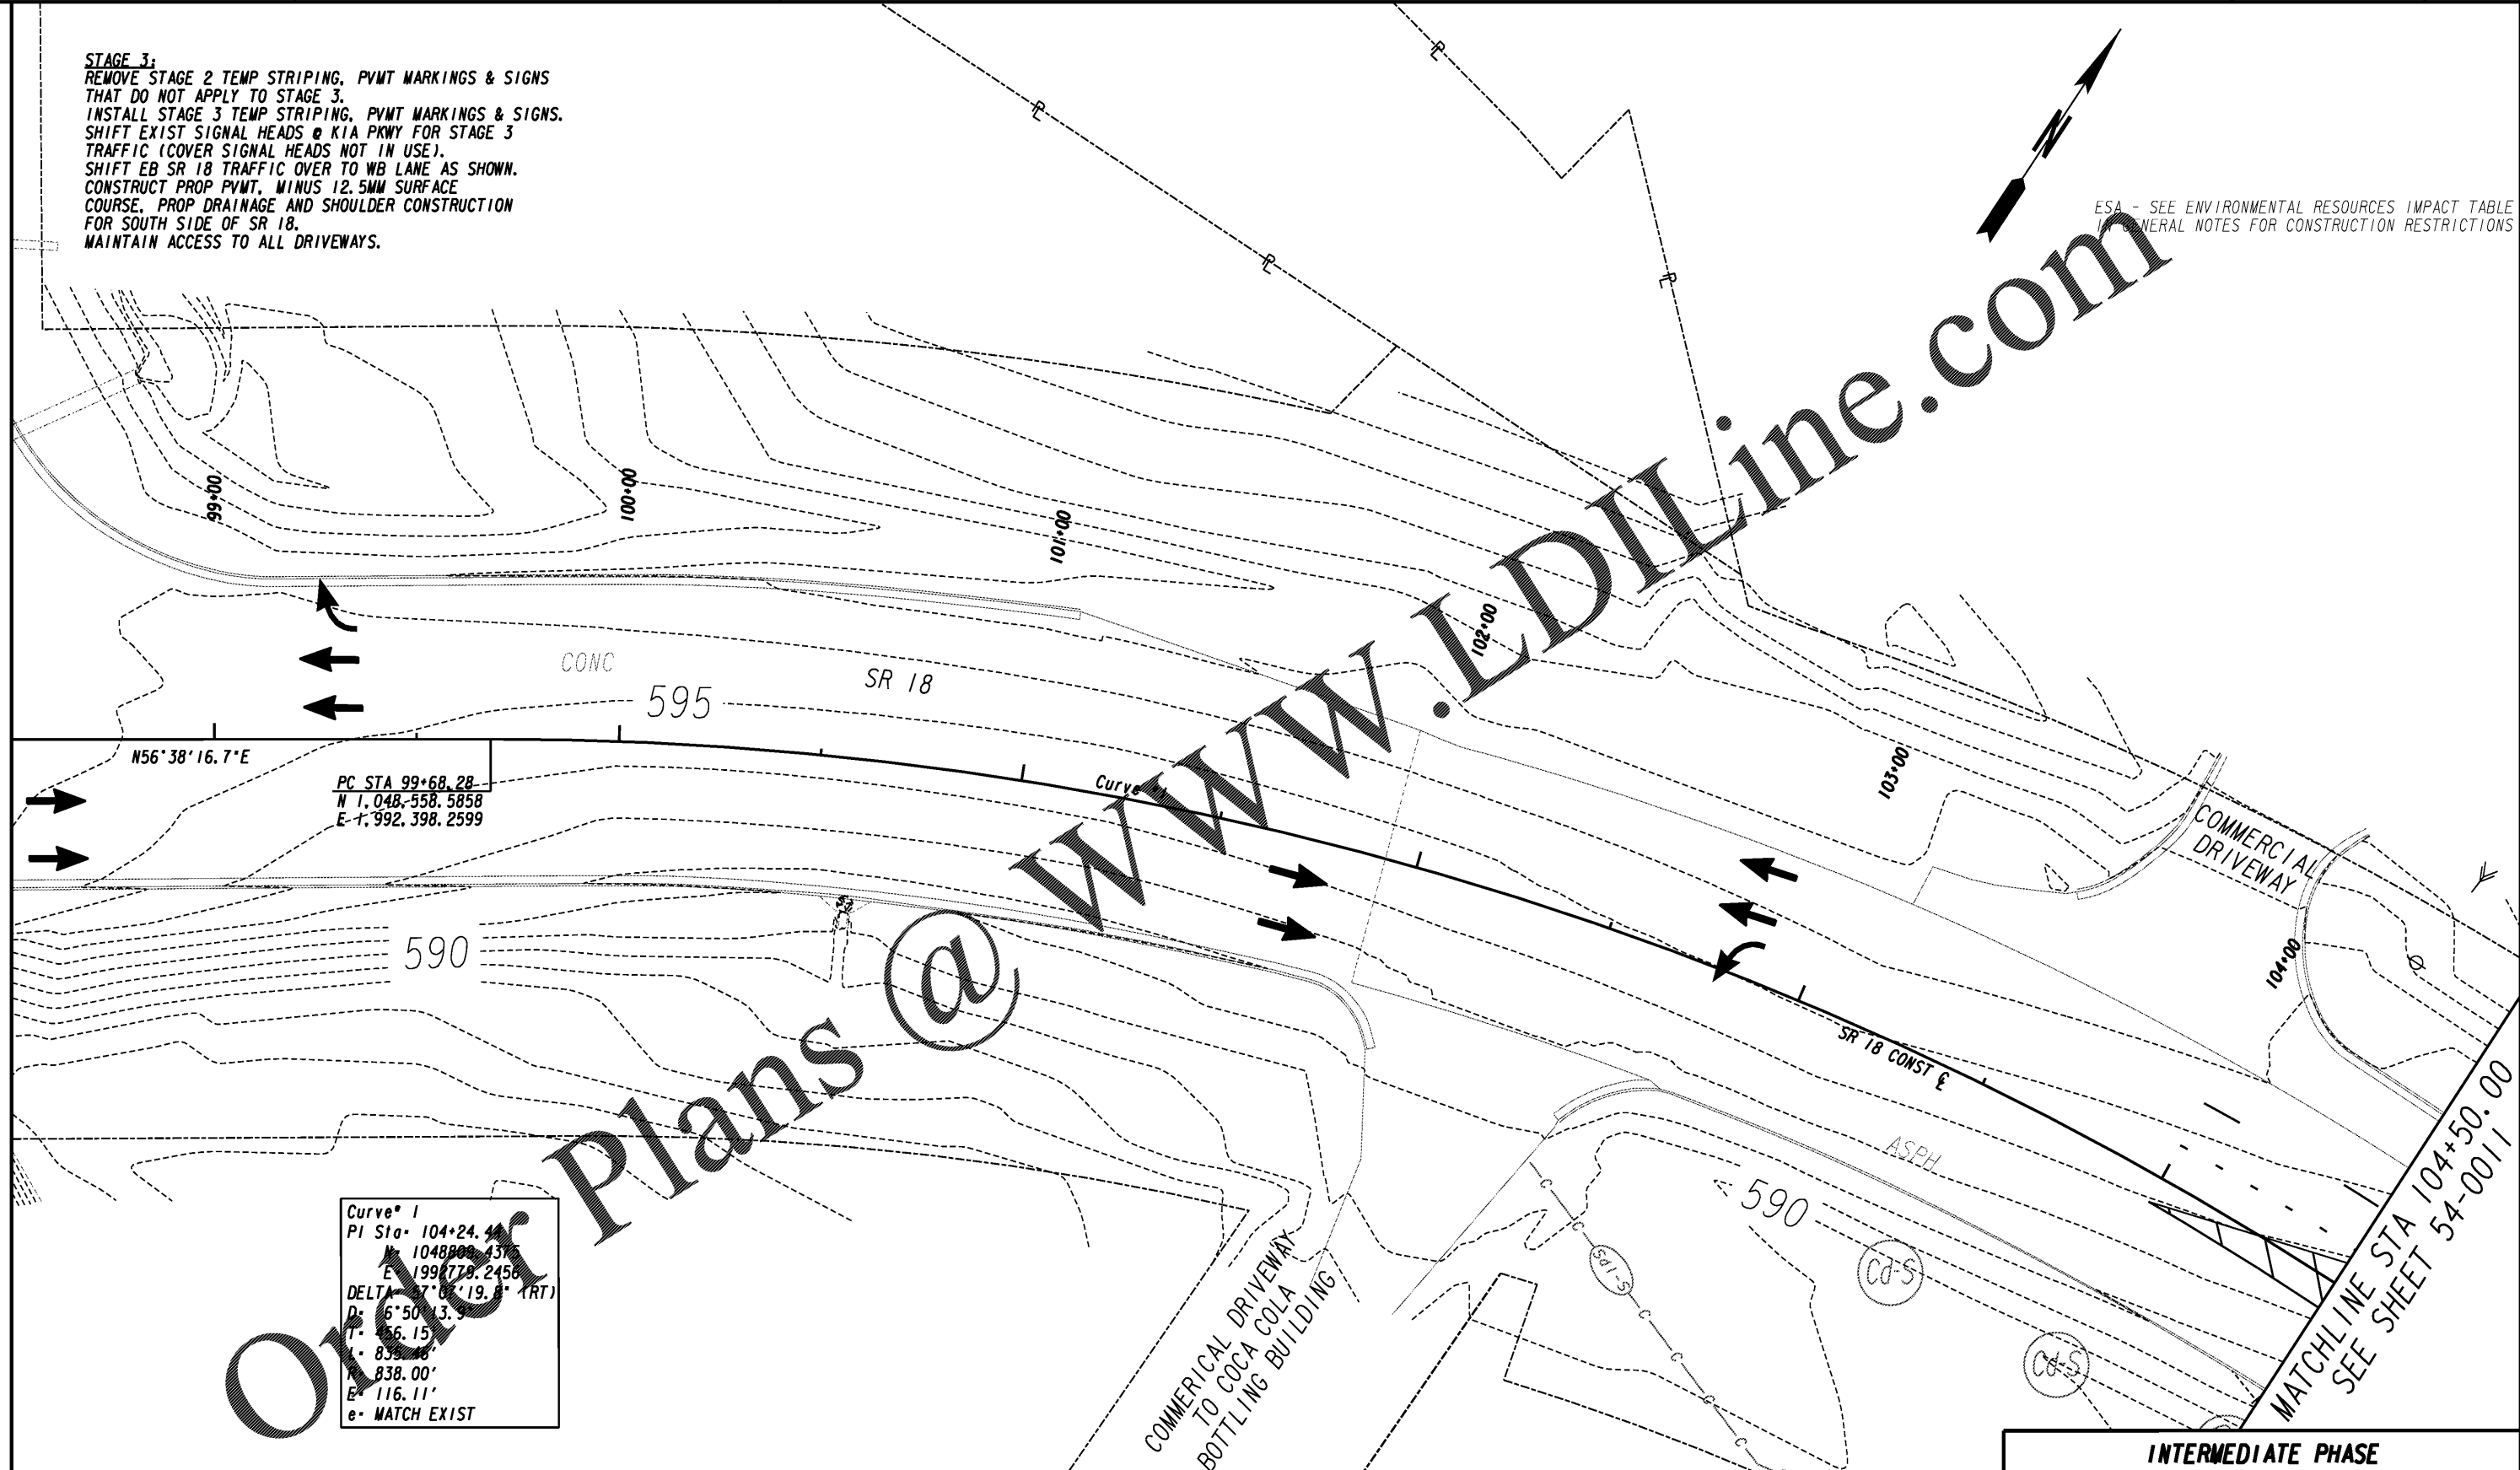 STAGE 3:
REMOVE STAGE 2 TEMP STRIPING, PVMT MARKINGS & SIGNS
THAT DO NOT APPLY TO STAGE 3.
INSTALL STAGE 3 TEMP STRIPING, PVMT MARKINGS & SIGNS.
SHIFT EXIST SIGNAL HEADS @ KIA PKWY FOR STAGE 3
TRAFFIC (COVER SIGNAL HEADS NOT IN USE).
SHIFT EB SR 18 TRAFFIC OVER TO WB LANE AS SHOWN.
CONSTRUCT PROP PVMT, MINUS 12.5MM SURFACE
COURSE, PROP DRAINAGE AND SHOULDER CONSTRUCTION
FOR SOUTH SIDE OF SR 18.
MAINTAIN ACCESS TO ALL DRIVEWAYS.
N
ESA - SEE ENVIRONMENTAL RESOURCES IMPACT TABLE
IN GENERAL NOTES FOR CONSTRUCTION RESTRICTIONS
99+00
100+00
101+00
102+00
103+00
104+00
CONC
595
SR 18
N56°38'16.7"E
PC STA 99+68.28
N 1,048,558.5858
E 1,992,398.2599
Curve #1
590
COMMERCIAL
DRIVEWAY
SR 18 CONST ℄
ASPH
590
Cd-S
Cd-S
Sd1-S
C
C
C
C
C
C
COMMERICAL DRIVEWAY
TO COCA COLA
BOTTLING BUILDING
MATCHLINE STA 104+50.00
SEE SHEET 54-0011
Curve# 1
PI Sta= 104+24.44
N= 1048809.4375
E= 1992779.2456
DELTA= 57°07'19.8" (RT)
D= 6°50'13.9"
T= 456.15'
L= 835.46'
R= 838.00'
E= 116.11'
e= MATCH EXIST
INTERMEDIATE PHASE
Order Plans @ www.LDILine.com